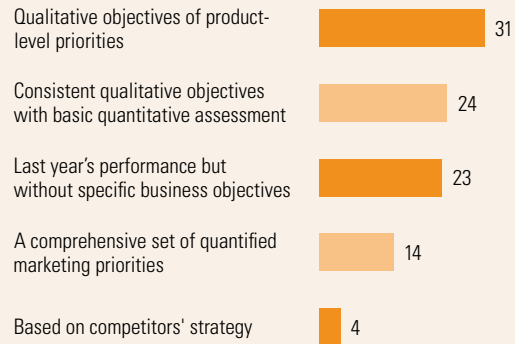 Qualitative objectives of product-
level priorities
31
Consistent qualitative objectives
with basic quantitative assessment
24
Last year’s performance but
without specific business objectives
23
A comprehensive set of quantified
marketing priorities
14
Based on competitors' strategy
4